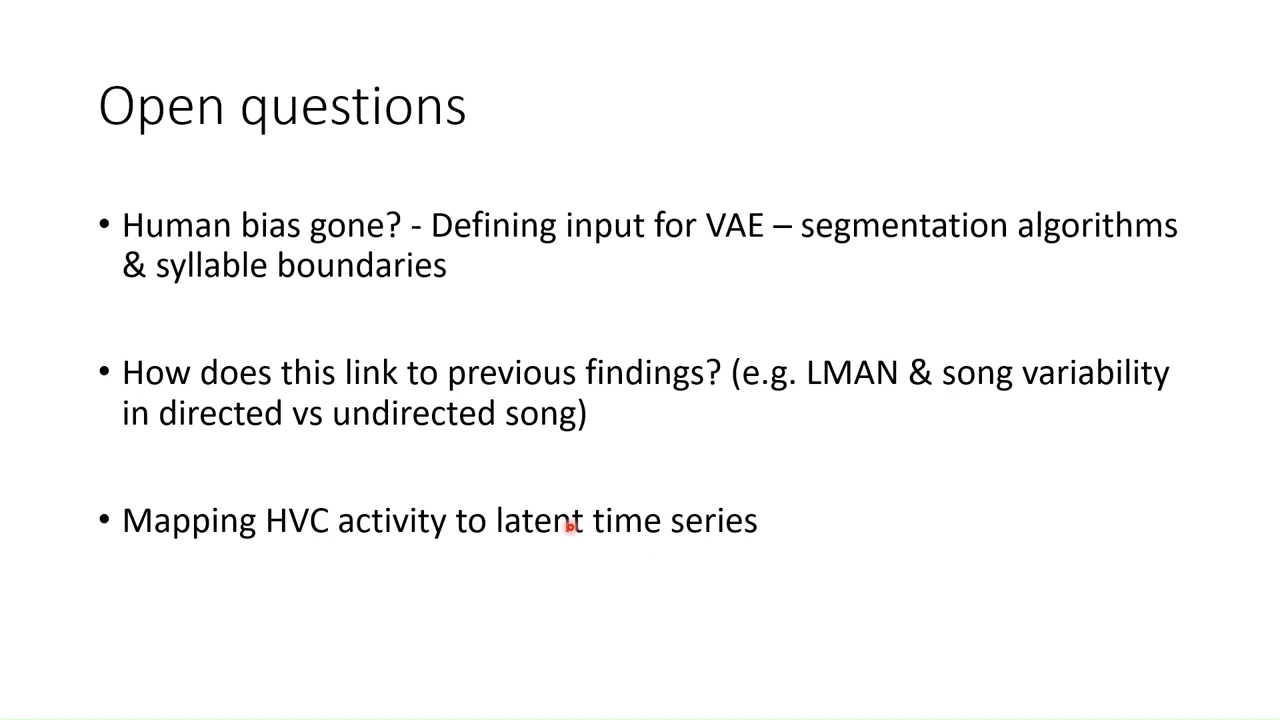 Open questions
• Human bias gone? - Defining input for VAE – segmentation algorithms
& syllable boundaries
• How does this link to previous findings? (e.g. LMAN & song variability
in directed vs undirected song)
• Mapping HVC activity to latent time series